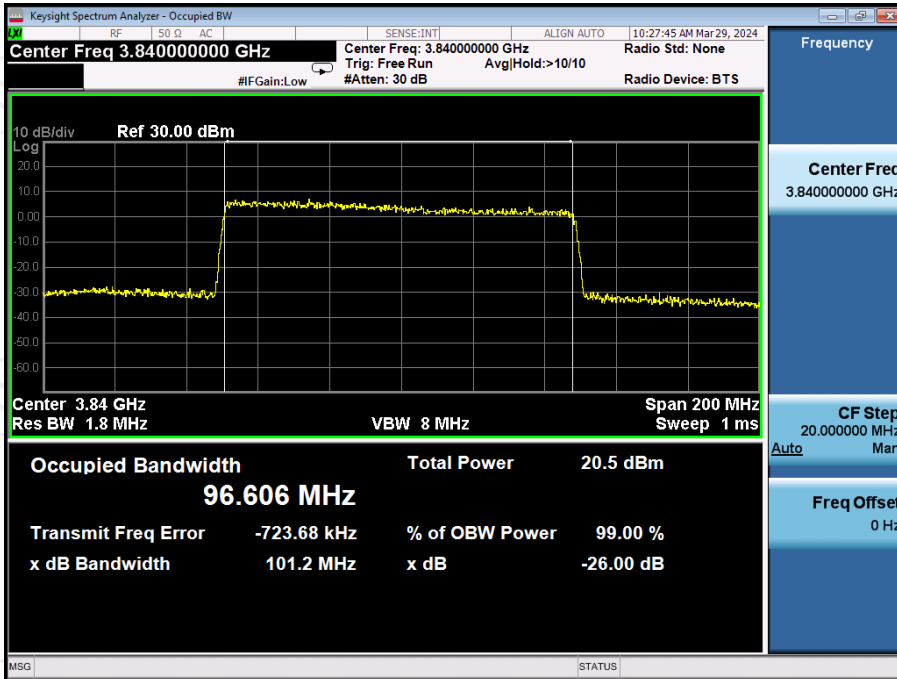 Keysight Spectrum Analyzer - Occupied BW
LXI RF 50 Ω AC SENSE:INT ALIGN AUTO 10:27:45 AM Mar 29, 2024
Center Freq 3.840000000 GHz
#IFGain:Low
Center Freq: 3.840000000 GHz
Trig: Free Run Avg|Hold:>10/10
#Atten: 30 dB
Radio Std: None
Radio Device: BTS
Frequency
10 dB/div Ref 30.00 dBm
Log
20.0
10.0
0.00
-10.0
-20.0
-30.0
-40.0
-50.0
-60.0
Center 3.84 GHz Span 200 MHz
Res BW 1.8 MHz VBW 8 MHz Sweep 1 ms
Occupied Bandwidth Total Power 20.5 dBm
96.606 MHz
Transmit Freq Error -723.68 kHz % of OBW Power 99.00 %
x dB Bandwidth 101.2 MHz x dB -26.00 dB
Center Freq
3.840000000 GHz
CF Step
20.000000 MHz
Auto Man
Freq Offset
0 Hz
MSG STATUS